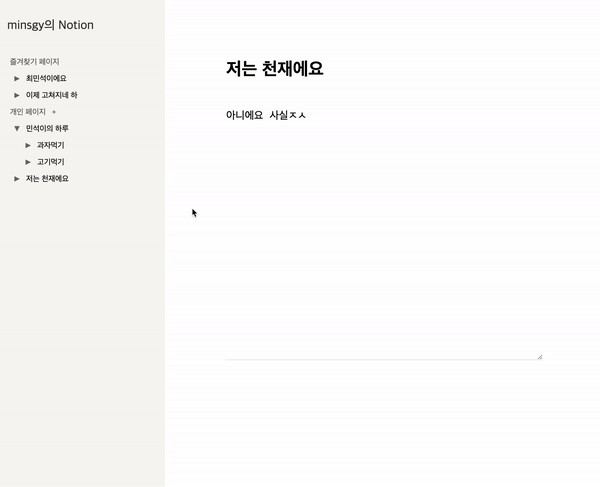 minsgy의 Notion
즐겨찾기 페이지
▶ 최민석이에요
▶ 이제 고쳐지네 하
개인 페이지 +
▼ 민석이의 하루
▶ 과자먹기
▶ 고기먹기
▶ 저는 천재에요
저는 천재에요
아니에요 사실ㅈㅅ